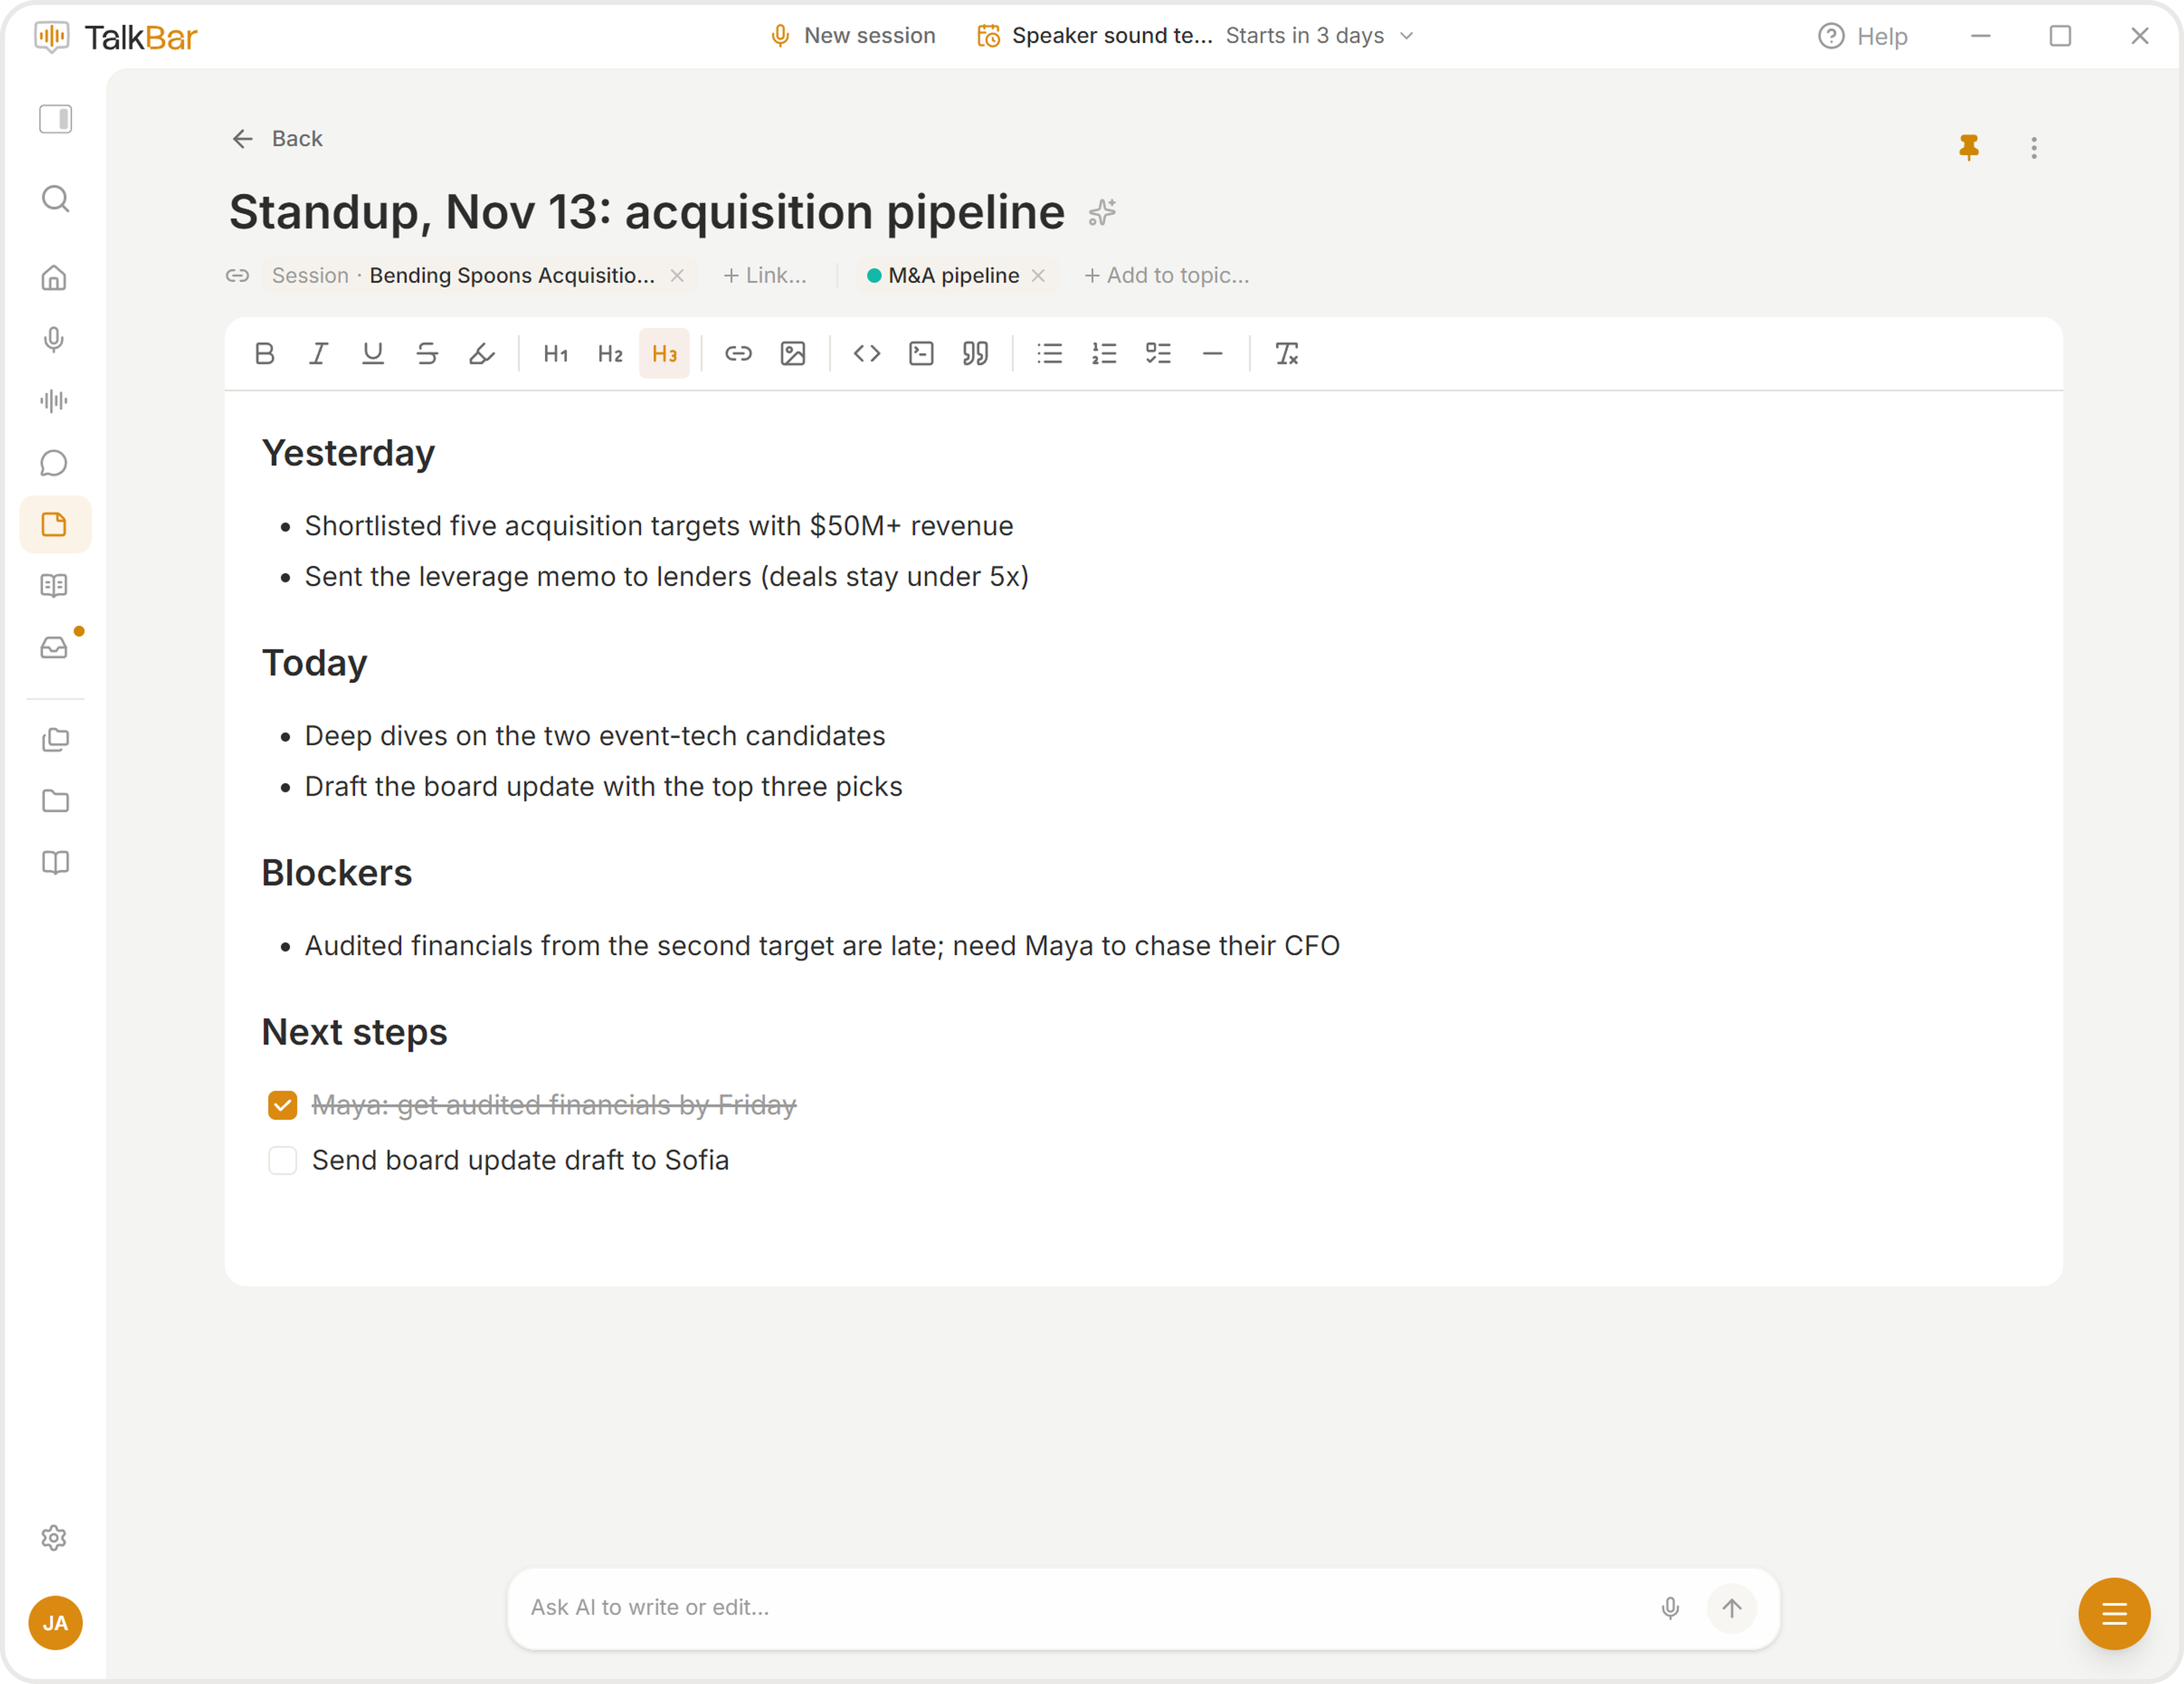 TalkBar
New session
Speaker sound te... Starts in 3 days
Help
Back
Standup, Nov 13: acquisition pipeline
Session · Bending Spoons Acquisitio...
+ Link...
M&A pipeline
+ Add to topic...
B I U S H1 H2 H3
Yesterday
• Shortlisted five acquisition targets with $50M+ revenue
• Sent the leverage memo to lenders (deals stay under 5x)
Today
• Deep dives on the two event-tech candidates
• Draft the board update with the top three picks
Blockers
• Audited financials from the second target are late; need Maya to chase their CFO
Next steps
Maya: get audited financials by Friday
Send board update draft to Sofia
Ask AI to write or edit...
JA